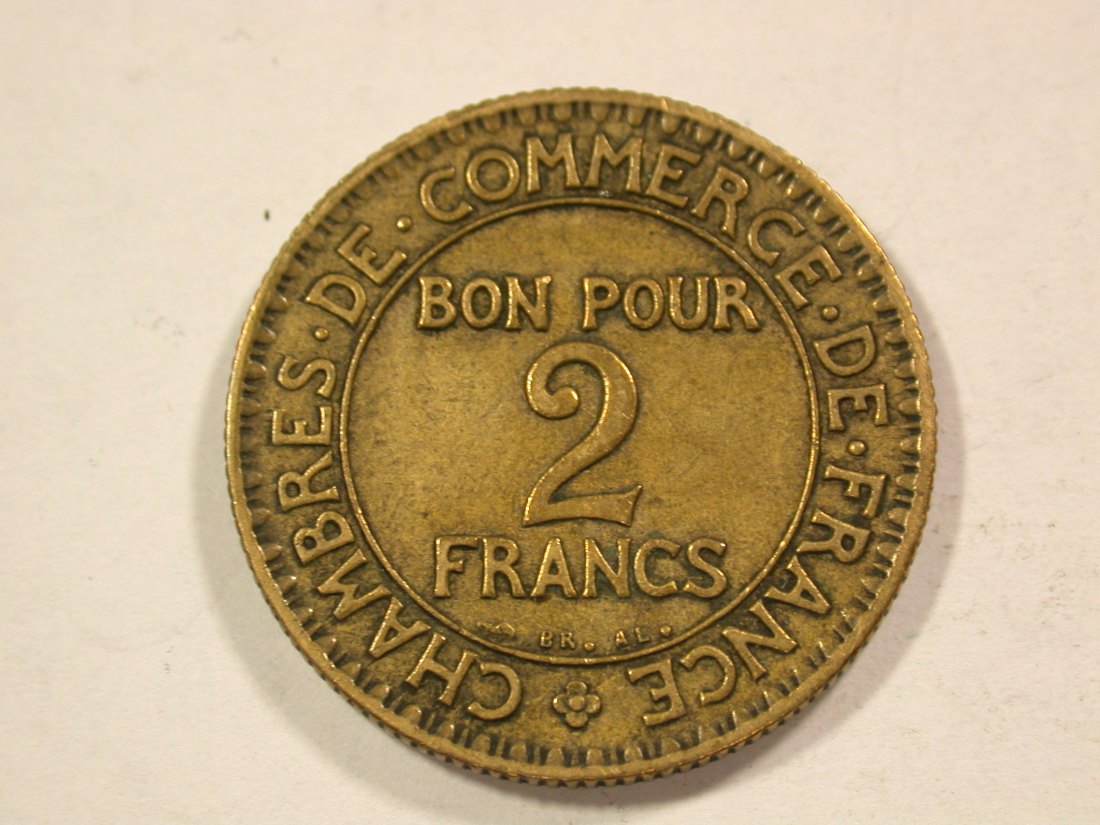 CHAMBRES · DE · COMMERCE · DE · FRANCE
BON POUR
2
FRANCS
BR. AL.